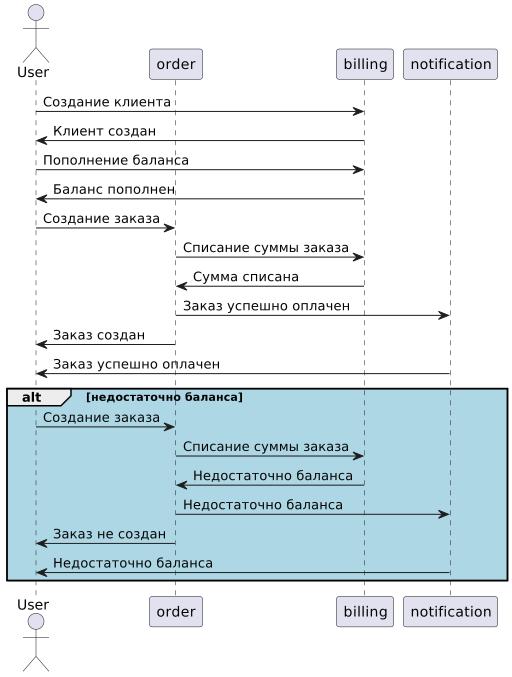 User
order
billing
notification
Создание клиента
Клиент создан
Пополнение баланса
Баланс пополнен
Создание заказа
Списание суммы заказа
Сумма списана
Заказ успешно оплачен
Заказ создан
Заказ успешно оплачен
alt [недостаточно баланса]
Создание заказа
Списание суммы заказа
Недостаточно баланса
Недостаточно баланса
Заказ не создан
Недостаточно баланса
User
order
billing
notification